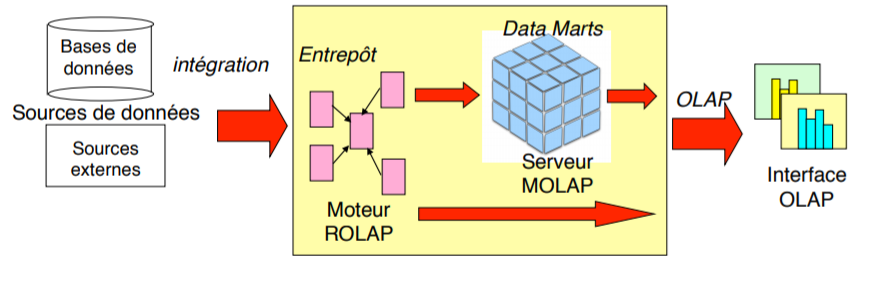 Bases de
données
Sources de données
Sources
externes
intégration
Entrepôt
Moteur
ROLAP
Data Marts
Serveur
MOLAP
OLAP
Interface
OLAP